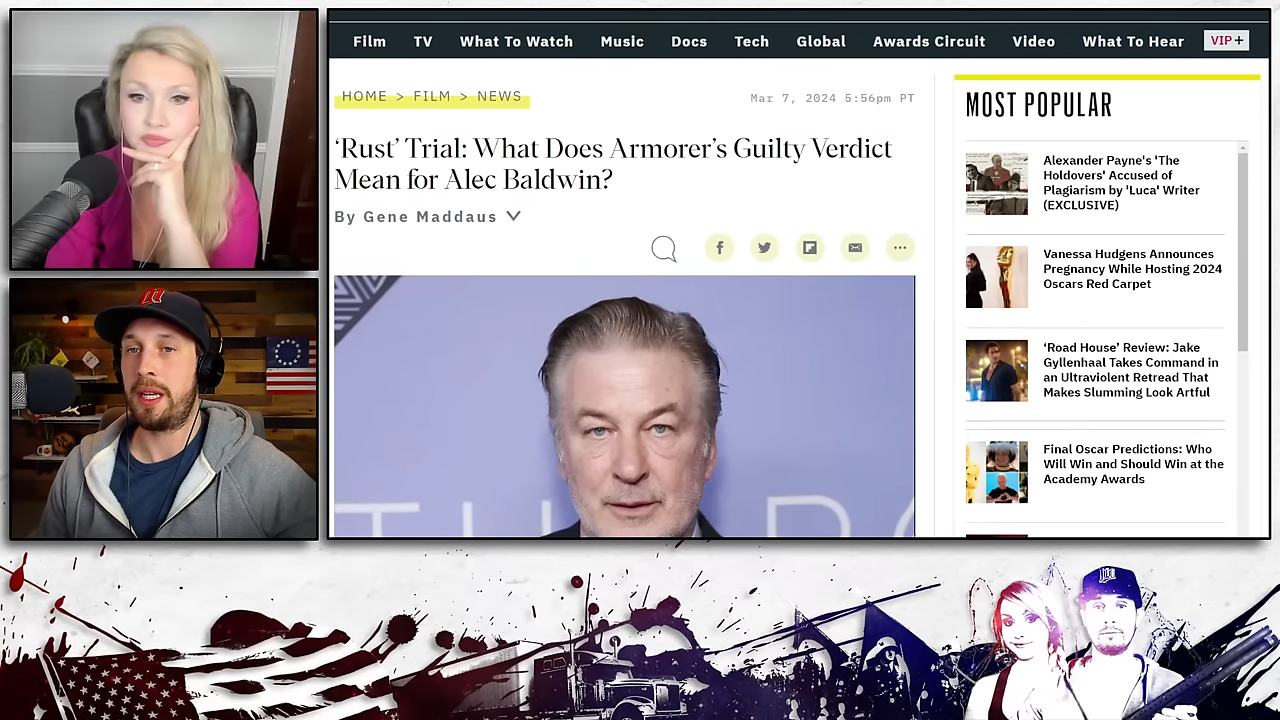 Film TV What To Watch Music Docs Tech Global Awards Circuit Video What To Hear VIP+
HOME > FILM > NEWS
Mar 7, 2024 5:56pm PT
‘Rust’ Trial: What Does Armorer’s Guilty Verdict
Mean for Alec Baldwin?
By Gene Maddaus
MOST POPULAR
Alexander Payne's 'The
Holdovers' Accused of
Plagiarism by 'Luca' Writer
(EXCLUSIVE)
Vanessa Hudgens Announces
Pregnancy While Hosting 2024
Oscars Red Carpet
‘Road House’ Review: Jake
Gyllenhaal Takes Command in
an Ultraviolent Retread That
Makes Slumming Look Artful
Final Oscar Predictions: Who
Will Win and Should Win at the
Academy Awards